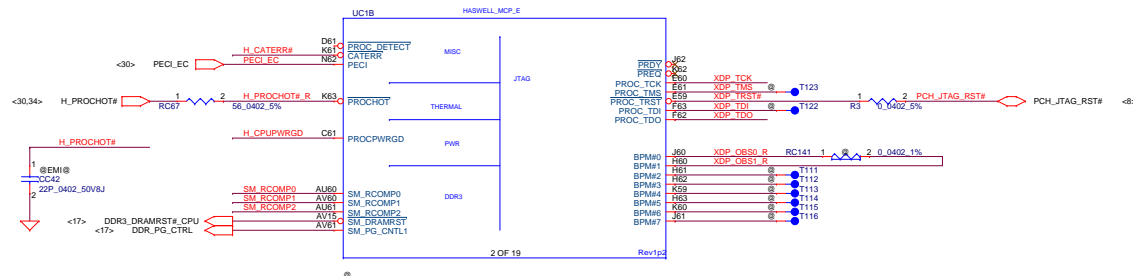 UC1B HASWELL_MCP_E
D61 PROC_DETECT MISC
H_CATERR# K61 CATERR
<30> PECI_EC PECI_EC N62 PECI
JTAG
J62 PRDY
K62 PREQ
PROC_TCK E60 XDP_TCK
PROC_TMS E61 XDP_TMS @ T123
<30,34> H_PROCHOT# 1 2 H_PROCHOT#_R K63 PROCHOT THERMAL
RC67 56_0402_5%
PROC_TRST E59 XDP_TRST# 1 2 PCH_JTAG_RST# PCH_JTAG_RST# <8>
R3 0_0402_5%
PROC_TDI F63 XDP_TDI @ T122
PROC_TDO F62 XDP_TDO
H_CPUPWRGD C61 PROCPWRGD PWR
H_PROCHOT#
1 @EMI@
CC42
22P_0402_50V8J
2
BPM#0 J60 XDP_OBS0_R RC141 1 @ 2 0_0402_1%
BPM#1 H60 XDP_OBS1_R
BPM#2 H61 @ T111
BPM#3 H62 @ T112
BPM#4 K59 @ T113
BPM#5 H63 @ T114
BPM#6 K60 @ T115
BPM#7 J61 @ T116
SM_RCOMP0 AU60 SM_RCOMP0 DDR3
SM_RCOMP1 AV60 SM_RCOMP1
SM_RCOMP2 AU61 SM_RCOMP2
<17> DDR3_DRAMRST#_CPU AV15 SM_DRAMRST
<17> DDR_PG_CTRL AV61 SM_PG_CNTL1
2 OF 19 Rev1p2
@